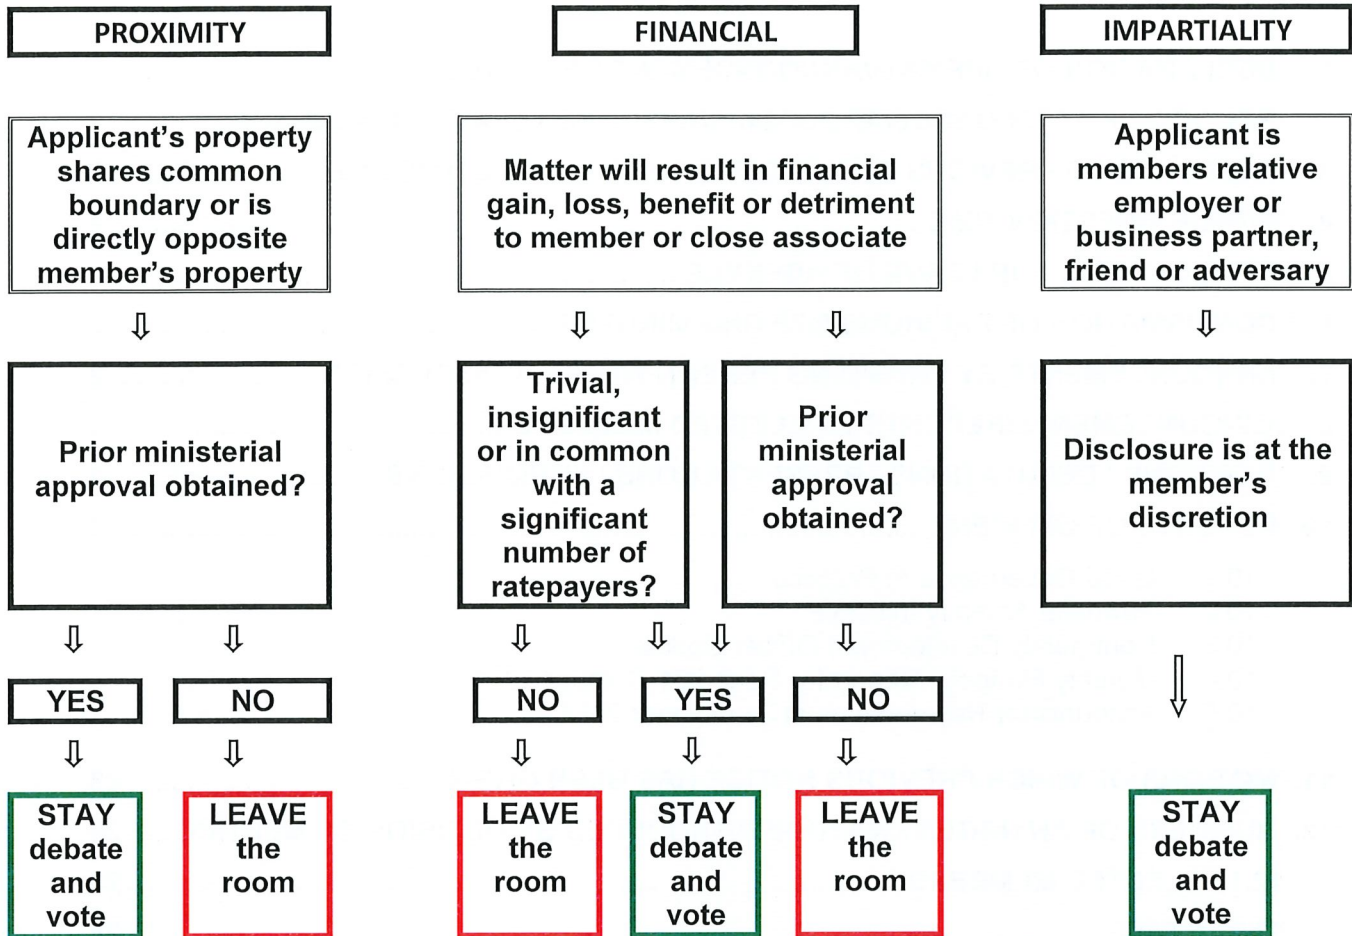 PROXIMITY
FINANCIAL
IMPARTIALITY
Applicant's property
shares common
boundary or is
directly opposite
member's property
Matter will result in financial
gain, loss, benefit or detriment
to member or close associate
Applicant is
members relative
employer or
business partner,
friend or adversary
Prior ministerial
approval obtained?
Trivial,
insignificant
or in common
with a
significant
number of
ratepayers?
Prior
ministerial
approval
obtained?
Disclosure is at the
member's
discretion
YES
NO
NO
YES
NO
STAY
debate
and
vote
LEAVE
the
room
LEAVE
the
room
STAY
debate
and
vote
LEAVE
the
room
STAY
debate
and
vote